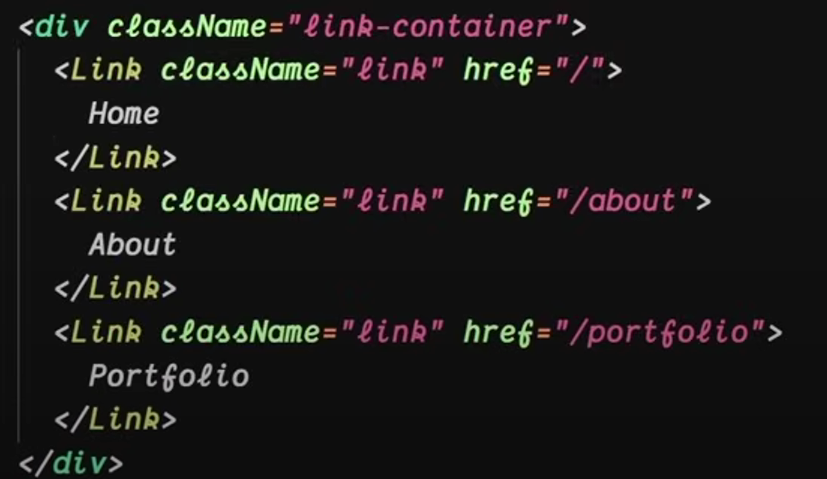 <div className="link-container">
  <Link className="link" href="/">
    Home
  </Link>
  <Link className="link" href="/about">
    About
  </Link>
  <Link className="link" href="/portfolio">
    Portfolio
  </Link>
</div>